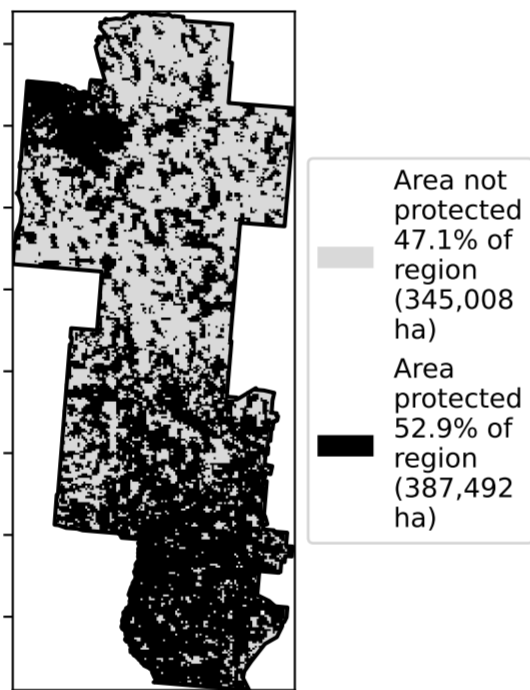 Area not
protected
47.1% of
region
(345,008
ha)
Area
protected
52.9% of
region
(387,492
ha)